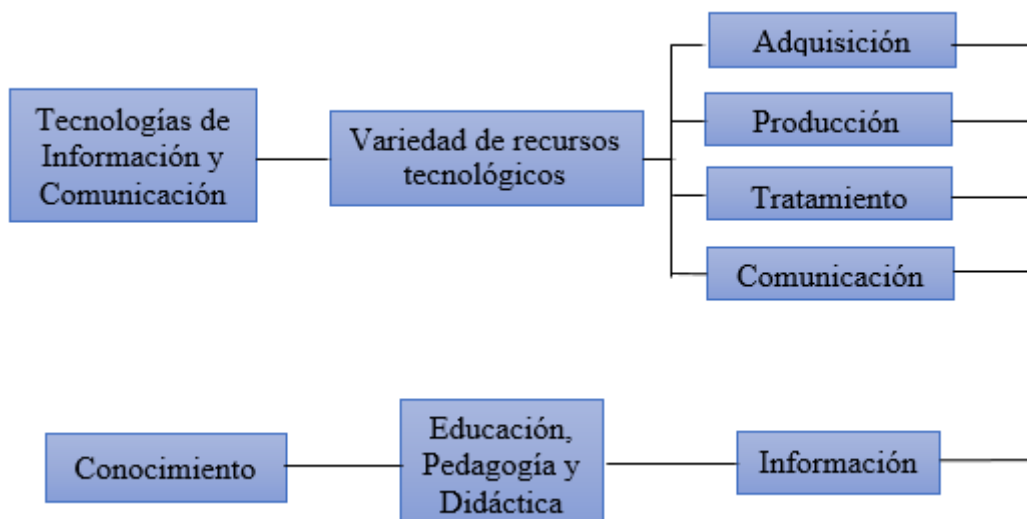 Tecnologías de
Información y
Comunicación
Variedad de recursos
tecnológicos
Adquisición
Producción
Tratamiento
Comunicación
Conocimiento
Educación,
Pedagogía y
Didáctica
Información